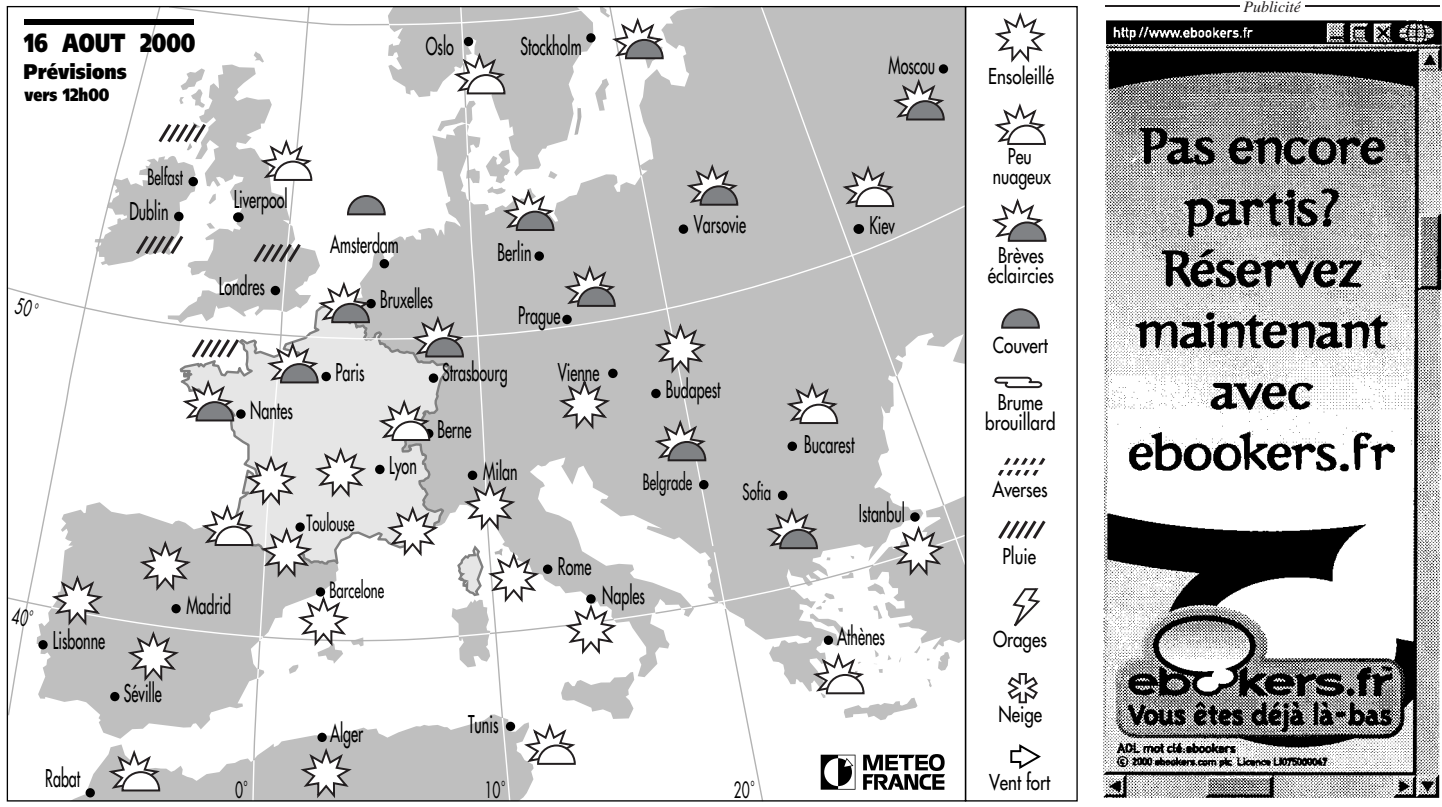 16 AOUT 2000
Prévisions
vers 12h00
Oslo
Stockholm
Moscou
Belfast
Liverpool
Dublin
Amsterdam
Berlin
Varsovie
Kiev
Londres
Bruxelles
50°
Prague
Paris
Strasbourg
Vienne
Budapest
Nantes
Berne
Bucarest
Lyon
Milan
Belgrade
Sofia
Istanbul
Toulouse
Rome
Barcelone
Naples
Madrid
40°
Lisbonne
Athènes
Séville
Alger
Tunis
Rabat
0°
10°
20°
METEO
FRANCE
Ensoleillé
Peu
nuageux
Brèves
éclaircies
Couvert
Brume
brouillard
Averses
Pluie
Orages
Neige
Vent fort
Publicité
http://www.ebookers.fr
Pas encore
partis?
Réservez
maintenant
avec
ebookers.fr
ebookers.fr
Vous êtes déjà là-bas
AOL mot clé:ebookers
© 2000 ebookers.com plc Licence LI075000047